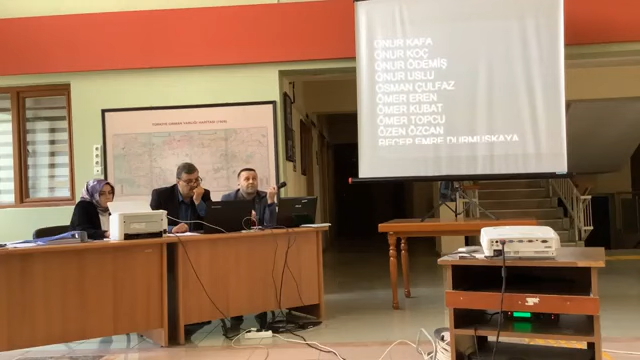 ONUR KAFA
ONUR KOÇ
ONUR ÖDEMİŞ
ONUR USLU
OSMAN ÇULFAZ
ÖMER EREN
ÖMER KUBAT
ÖMER TOPCU
ÖZEN ÖZCAN
RECEP EMRE DURMUŞKAYA